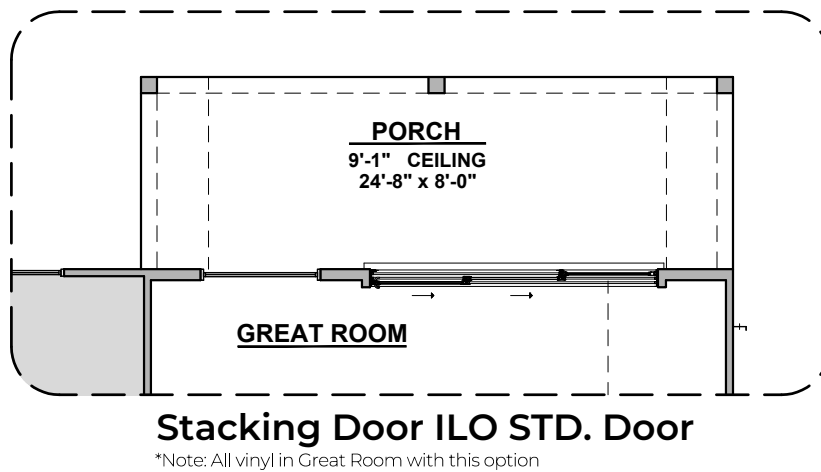 PORCH
9'-1" CEILING
24'-8" x 8'-0"
GREAT ROOM
Stacking Door ILO STD. Door
*Note: All vinyl in Great Room with this option